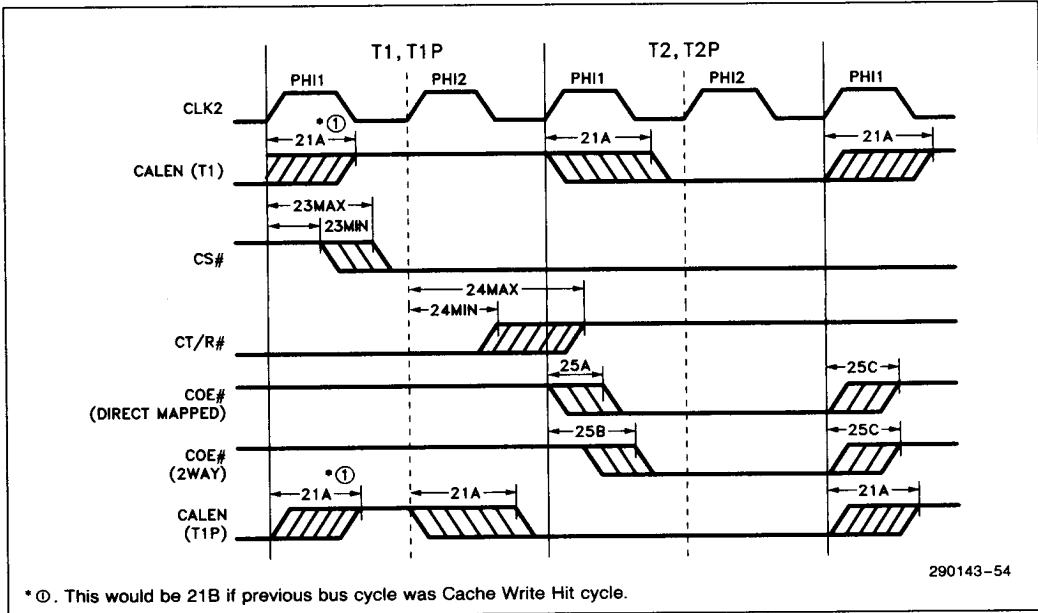 T1, T1P T2, T2P
PHI1 PHI2 PHI1 PHI2 PHI1
CLK2
*①
21A 21A 21A
CALEN (T1)
23MAX
23MIN
CS#
24MAX
24MIN
CT/R#
25A 25C
COE#
(DIRECT MAPPED)
25B 25C
COE#
(2WAY)
*①
21A 21A 21A
CALEN
(T1P)
290143-54
*①. This would be 21B if previous bus cycle was Cache Write Hit cycle.